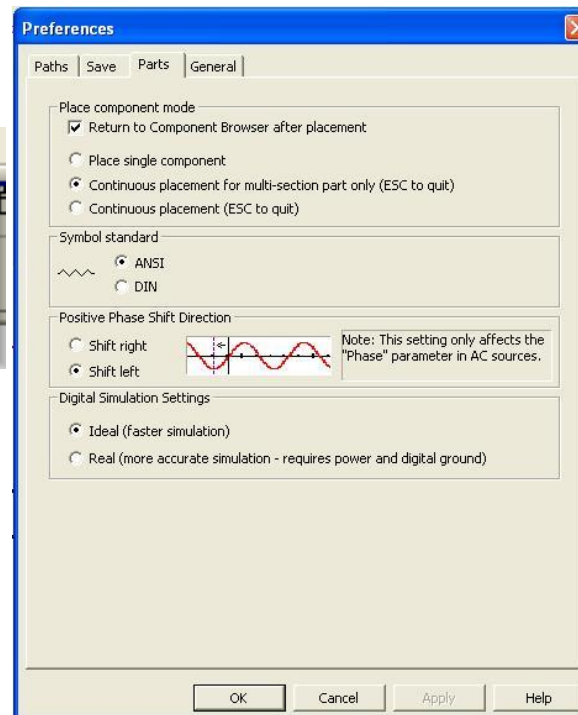 Preferences
Paths Save Parts General
Place component mode
Return to Component Browser after placement
Place single component
Continuous placement for multi-section part only (ESC to quit)
Continuous placement (ESC to quit)
Symbol standard
ANSI
DIN
Positive Phase Shift Direction
Shift right
Shift left
Note: This setting only affects the
"Phase" parameter in AC sources.
Digital Simulation Settings
Ideal (faster simulation)
Real (more accurate simulation - requires power and digital ground)
OK Cancel Apply Help